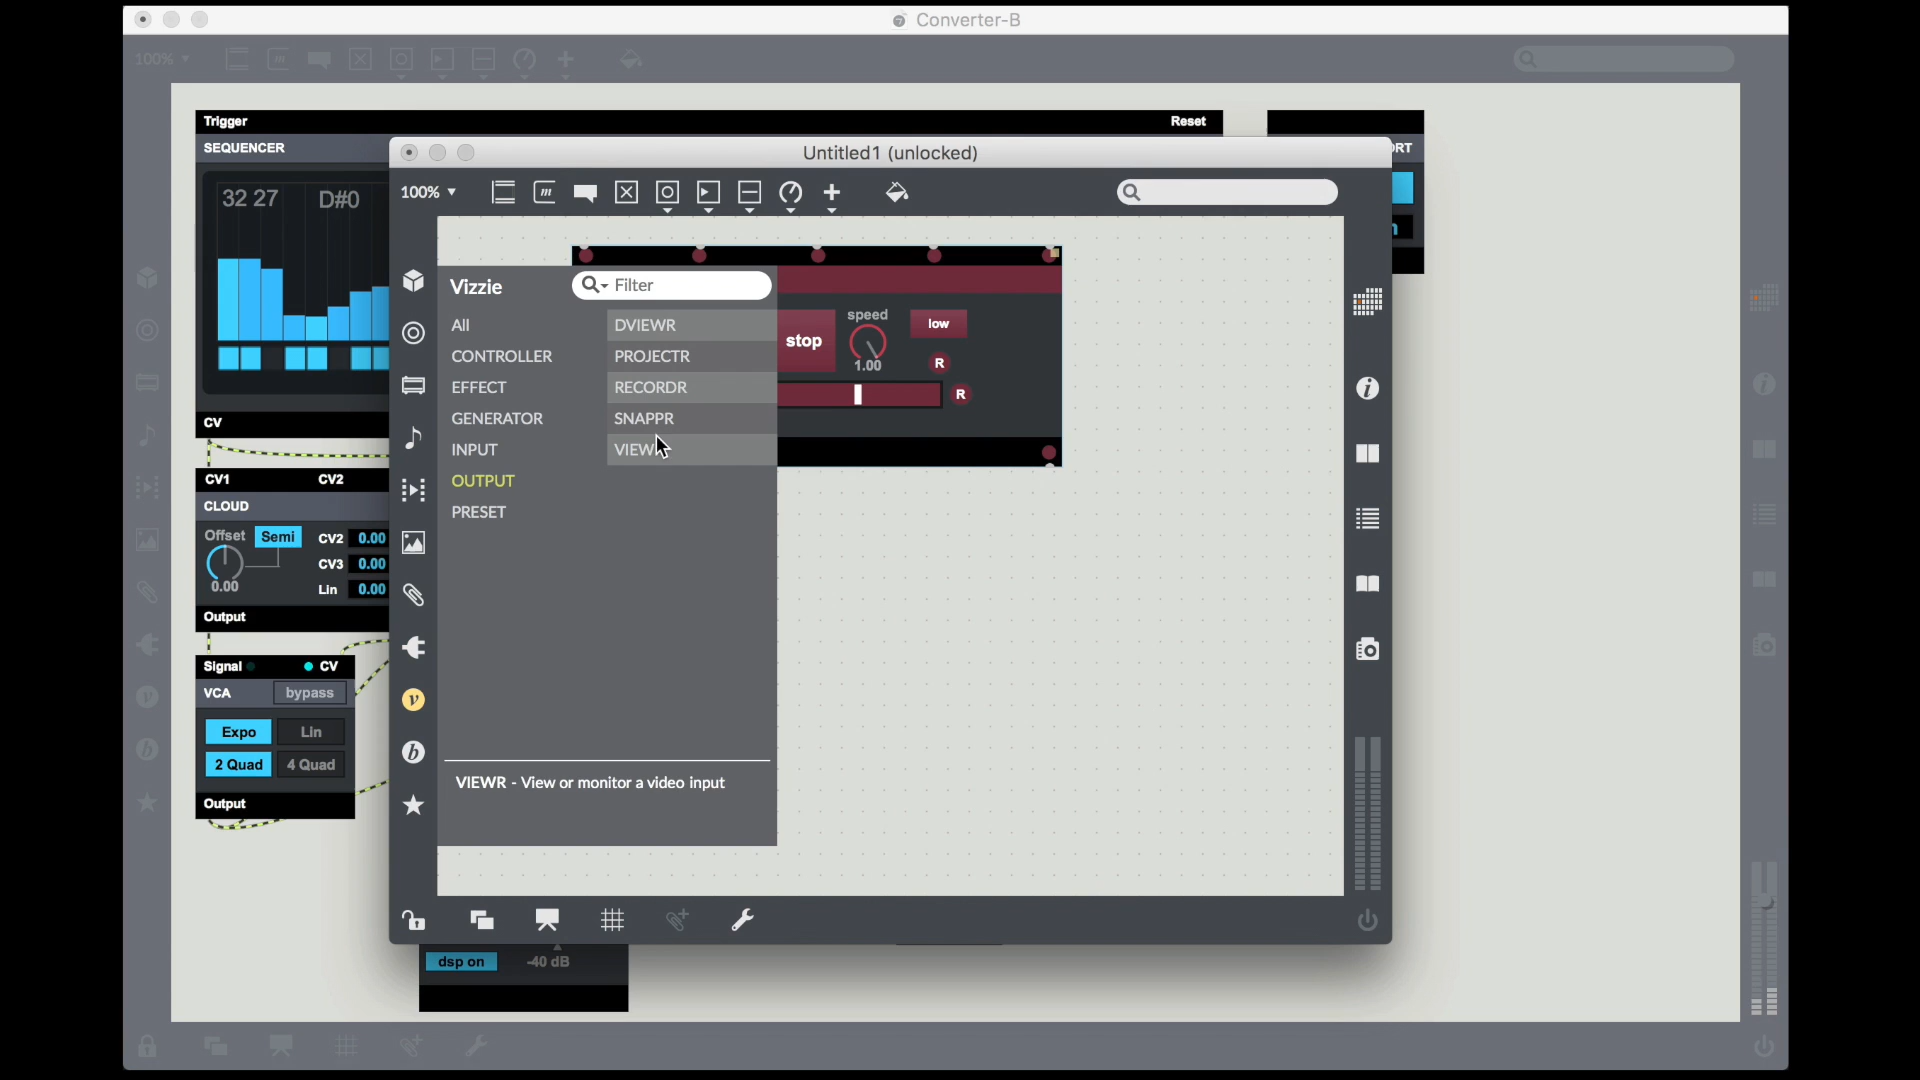 Converter-B
100%
Trigger
Reset
SEQUENCER
32 27
D#0
CV
CV1
CV2
CLOUD
Offset
Semi
CV2
0.00
CV3
0.00
0.00
Lin
0.00
Output
Signal
CV
VCA
bypass
Expo
Lin
2 Quad
4 Quad
Output
Untitled1 (unlocked)
100%
m
Vizzie
Filter
All
CONTROLLER
EFFECT
GENERATOR
INPUT
OUTPUT
PRESET
DVIEWR
PROJECTR
RECORDR
SNAPPR
stop
speed
1.00
low
R
R
VIEWR - View or monitor a video input
v
b
i
dsp on
-40 dB